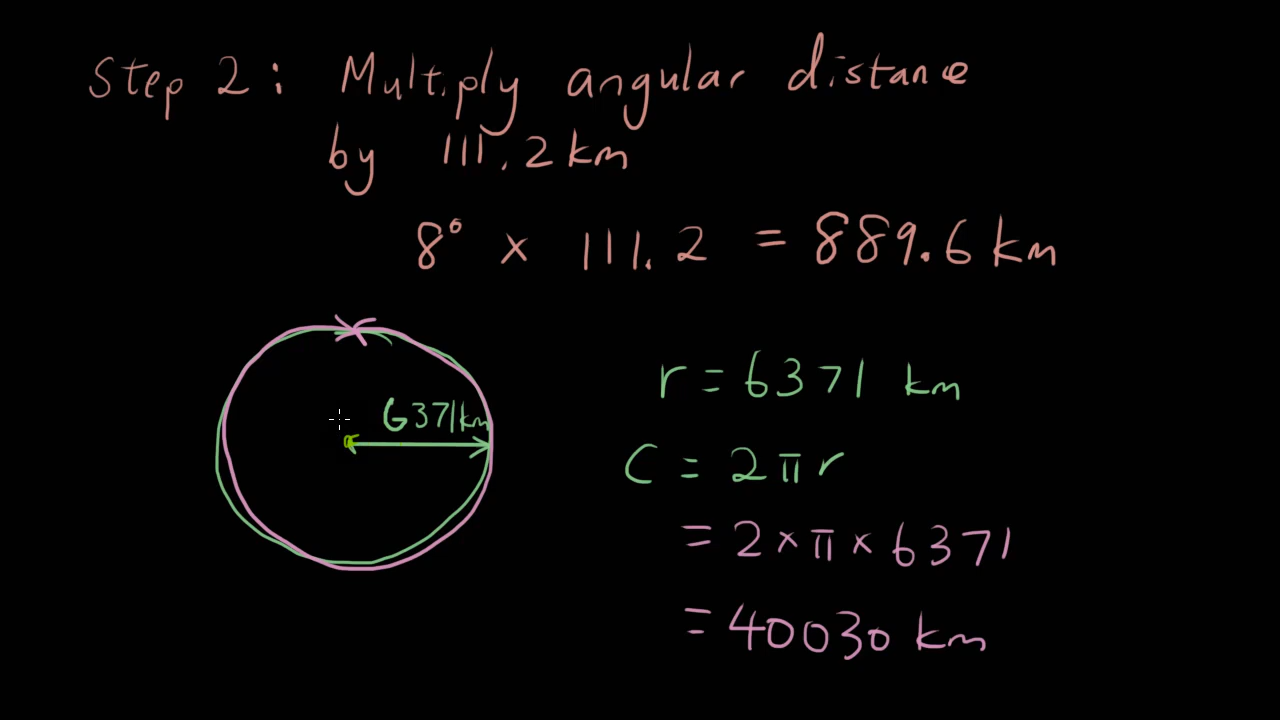 Step 2: Multiply angular distance
by 111.2 km
8° × 111.2 = 889.6 km
6371km
r = 6371 km
C = 2πr
= 2 × π × 6371
= 40030 km